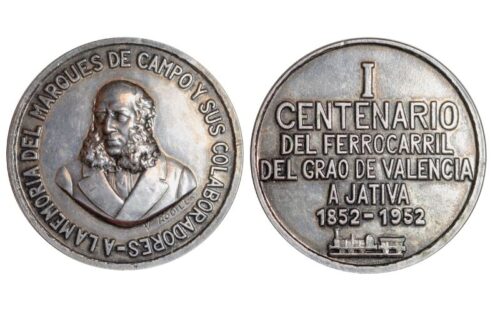 A LA MEMORIA DEL MARQUES DE CAMPO Y SUS COLABORADORES-
I
CENTENARIO
DEL FERROCARRIL
DEL GRAO DE VALENCIA
A JATIVA
1852-1952